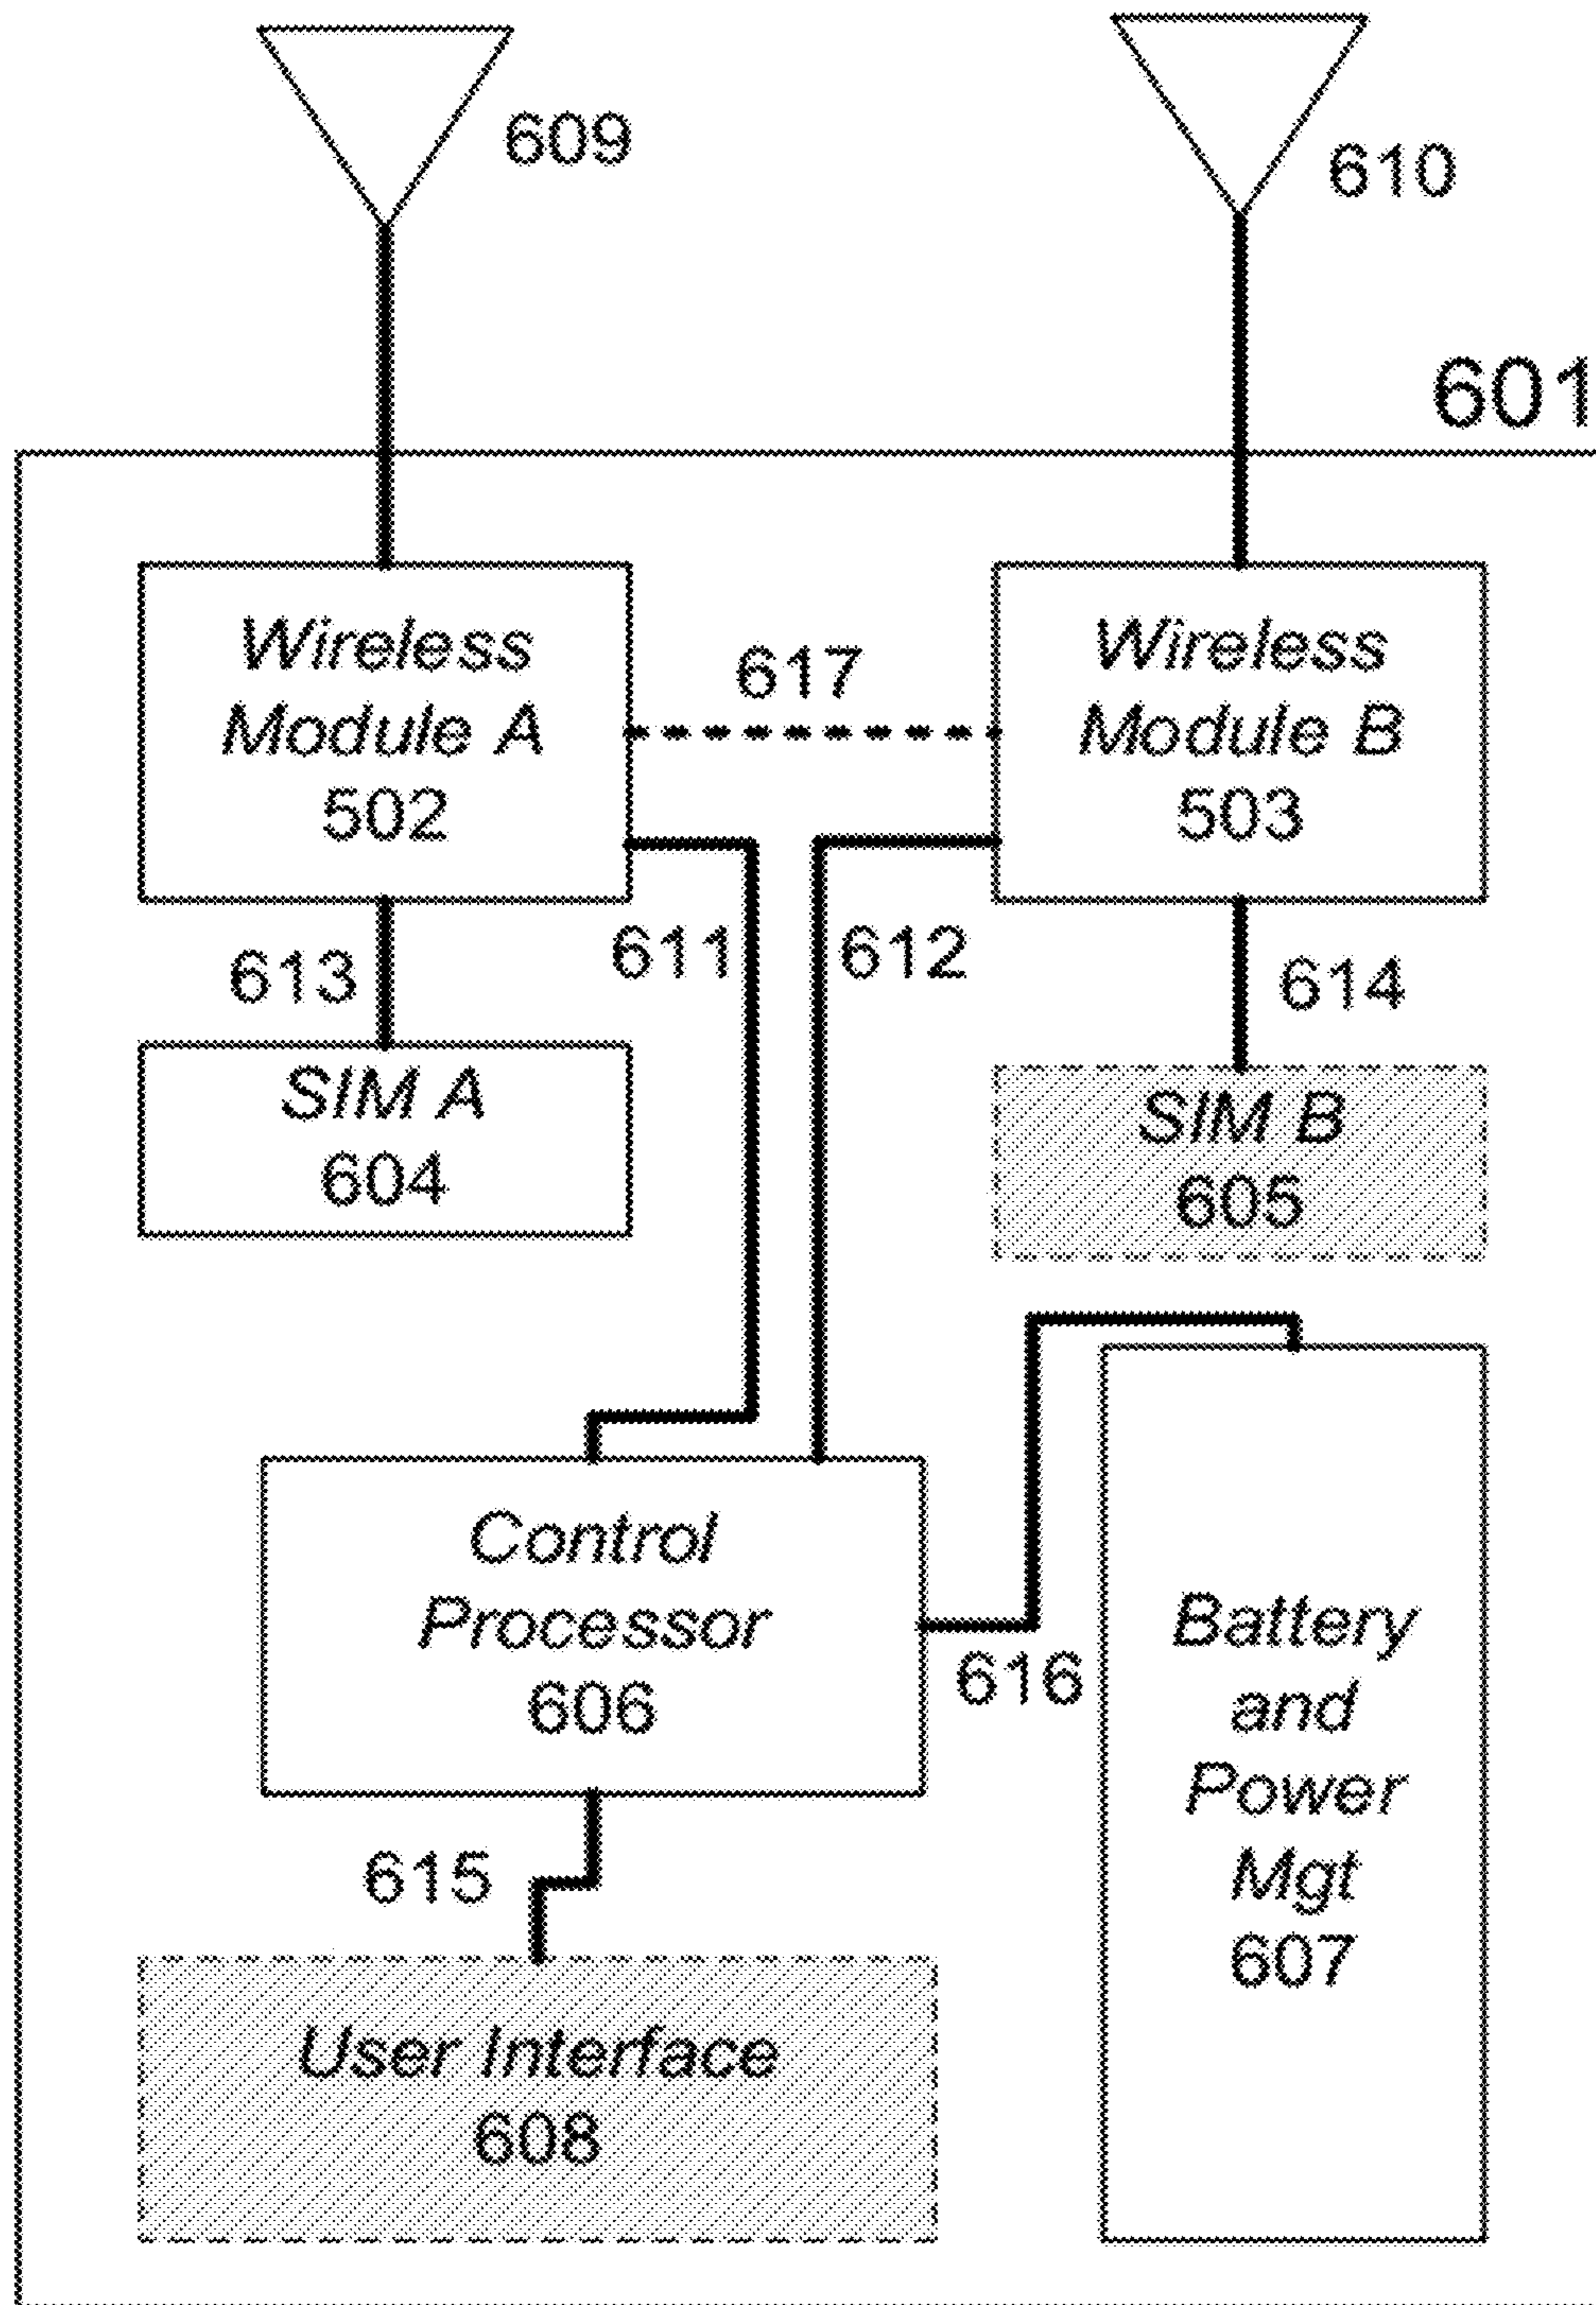 609
610
601
Wireless
Module A
502
617
Wireless
Module B
503
613
611
612
614
SIM A
604
SIM B
605
Control
Processor
606
616
Battery
and
Power
Mgt
607
615
User Interface
608